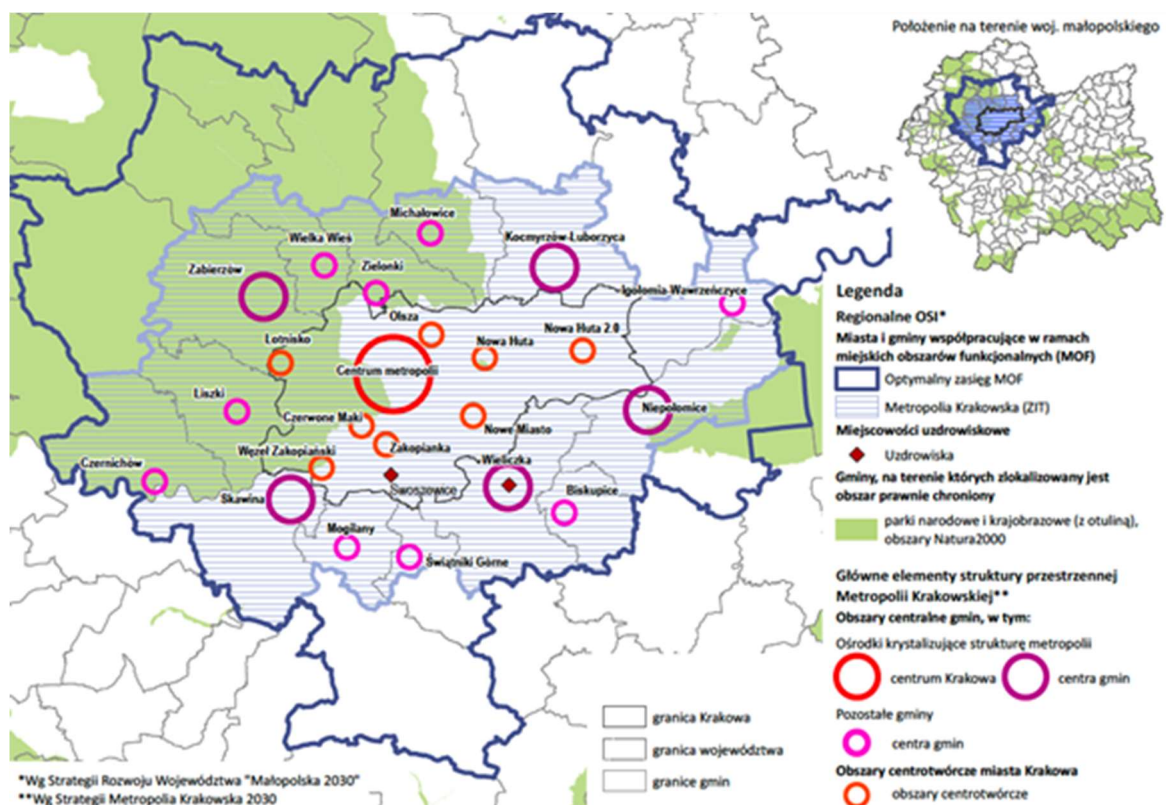 Położenie na terenie woj. małopolskiego
Michałowice
Wielka Wieś
Kocmyrzów-Luborzyca
Zabierzów
Zielonki
Igołomia-Wawrzeńczyce
Olsza
Lotnisko
Nowa Huta
Nowa Huta 2.0
Centrum metropolii
Liszki
Niepołomice
Czerwone Maki
Nowe Miasto
Węzeł Zakopiański
Zakopianka
Wieliczka
Czernichów
Skawina
Swoszowice
Biskupice
Mogilany
Świątniki Górne
Legenda
Regionalne OSI*
Miasta i gminy współpracujące w ramach
miejskich obszarów funkcjonalnych (MOF)
Optymalny zasięg MOF
Metropolia Krakowska (ZIT)
Miejscowości uzdrowiskowe
Uzdrowiska
Gminy, na terenie których zlokalizowany jest
obszar prawnie chroniony
parki narodowe i krajobrazowe (z otuliną),
obszary Natura2000
Główne elementy struktury przestrzennej
Metropolii Krakowskiej**
Obszary centralne gmin, w tym:
Ośrodki krystalizujące strukturę metropolii
centrum Krakowa
centra gmin
Pozostałe gminy
centra gmin
Obszary centrotwórcze miasta Krakowa
obszary centrotwórcze
granica Krakowa
granica województwa
granice gmin
*Wg Strategii Rozwoju Województwa "Małopolska 2030"
**Wg Strategii Metropolia Krakowska 2030